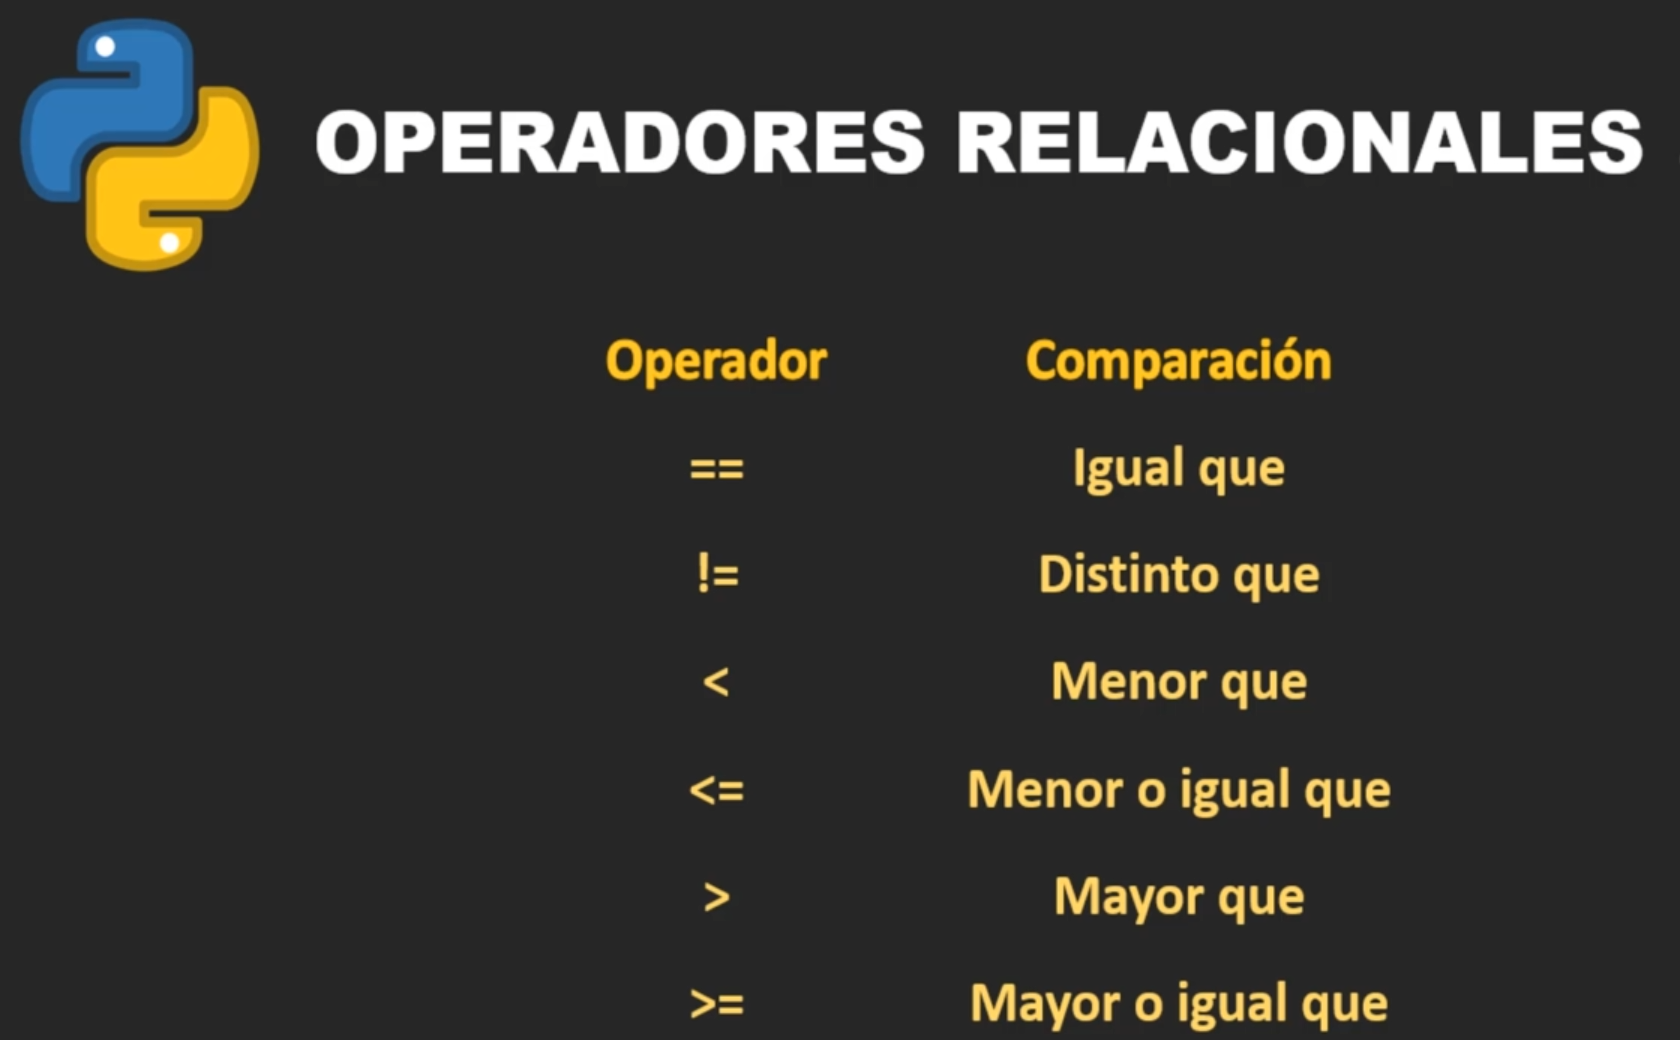 OPERADORES RELACIONALES
Operador Comparación
== Igual que
!= Distinto que
< Menor que
<= Menor o igual que
> Mayor que
>= Mayor o igual que